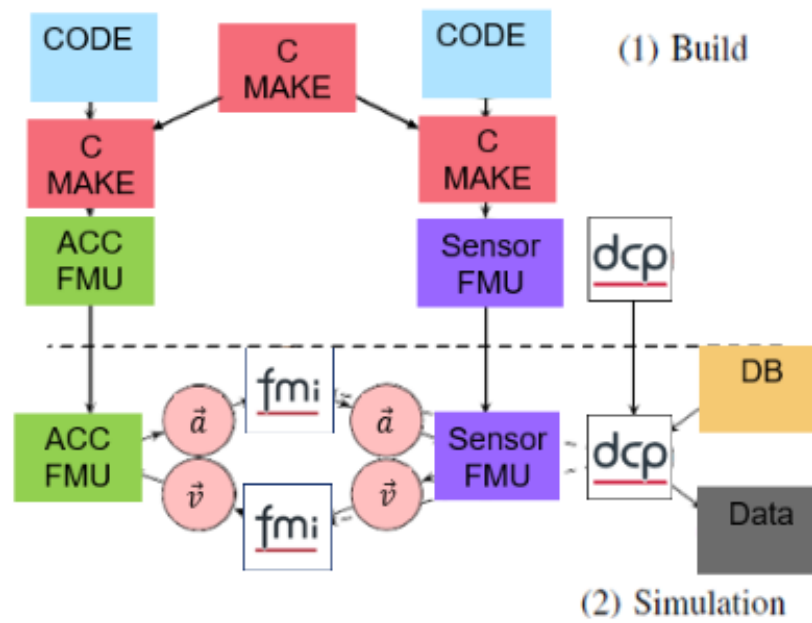 CODE
C
MAKE
CODE
(1) Build
C
MAKE
C
MAKE
ACC
FMU
Sensor
FMU
dcp
DB
fmi
a⃗
a⃗
ACC
FMU
Sensor
FMU
dcp
v⃗
v⃗
fmi
Data
(2) Simulation